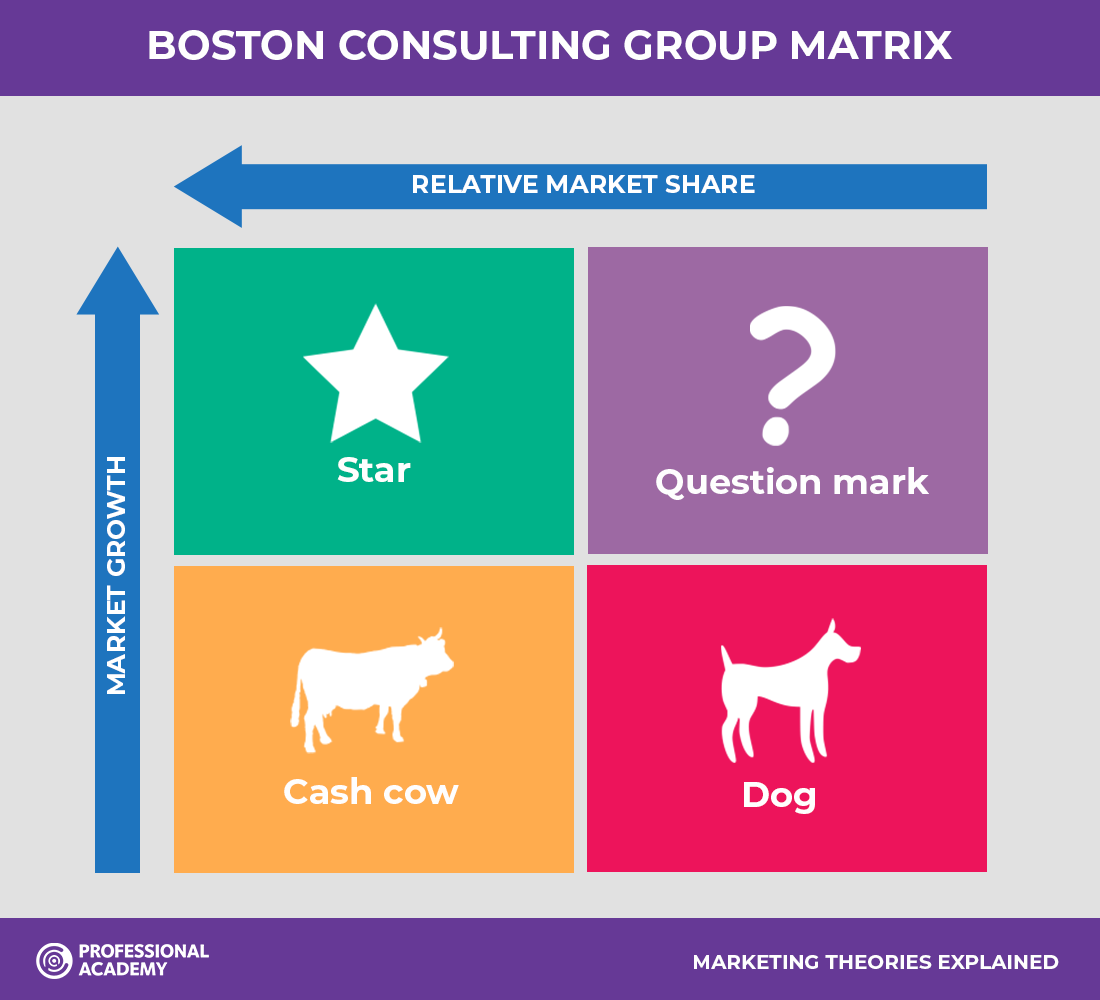 BOSTON CONSULTING GROUP MATRIX
RELATIVE MARKET SHARE
MARKET GROWTH
Star
?
Question mark
Cash cow
Dog
PROFESSIONAL
ACADEMY
MARKETING THEORIES EXPLAINED